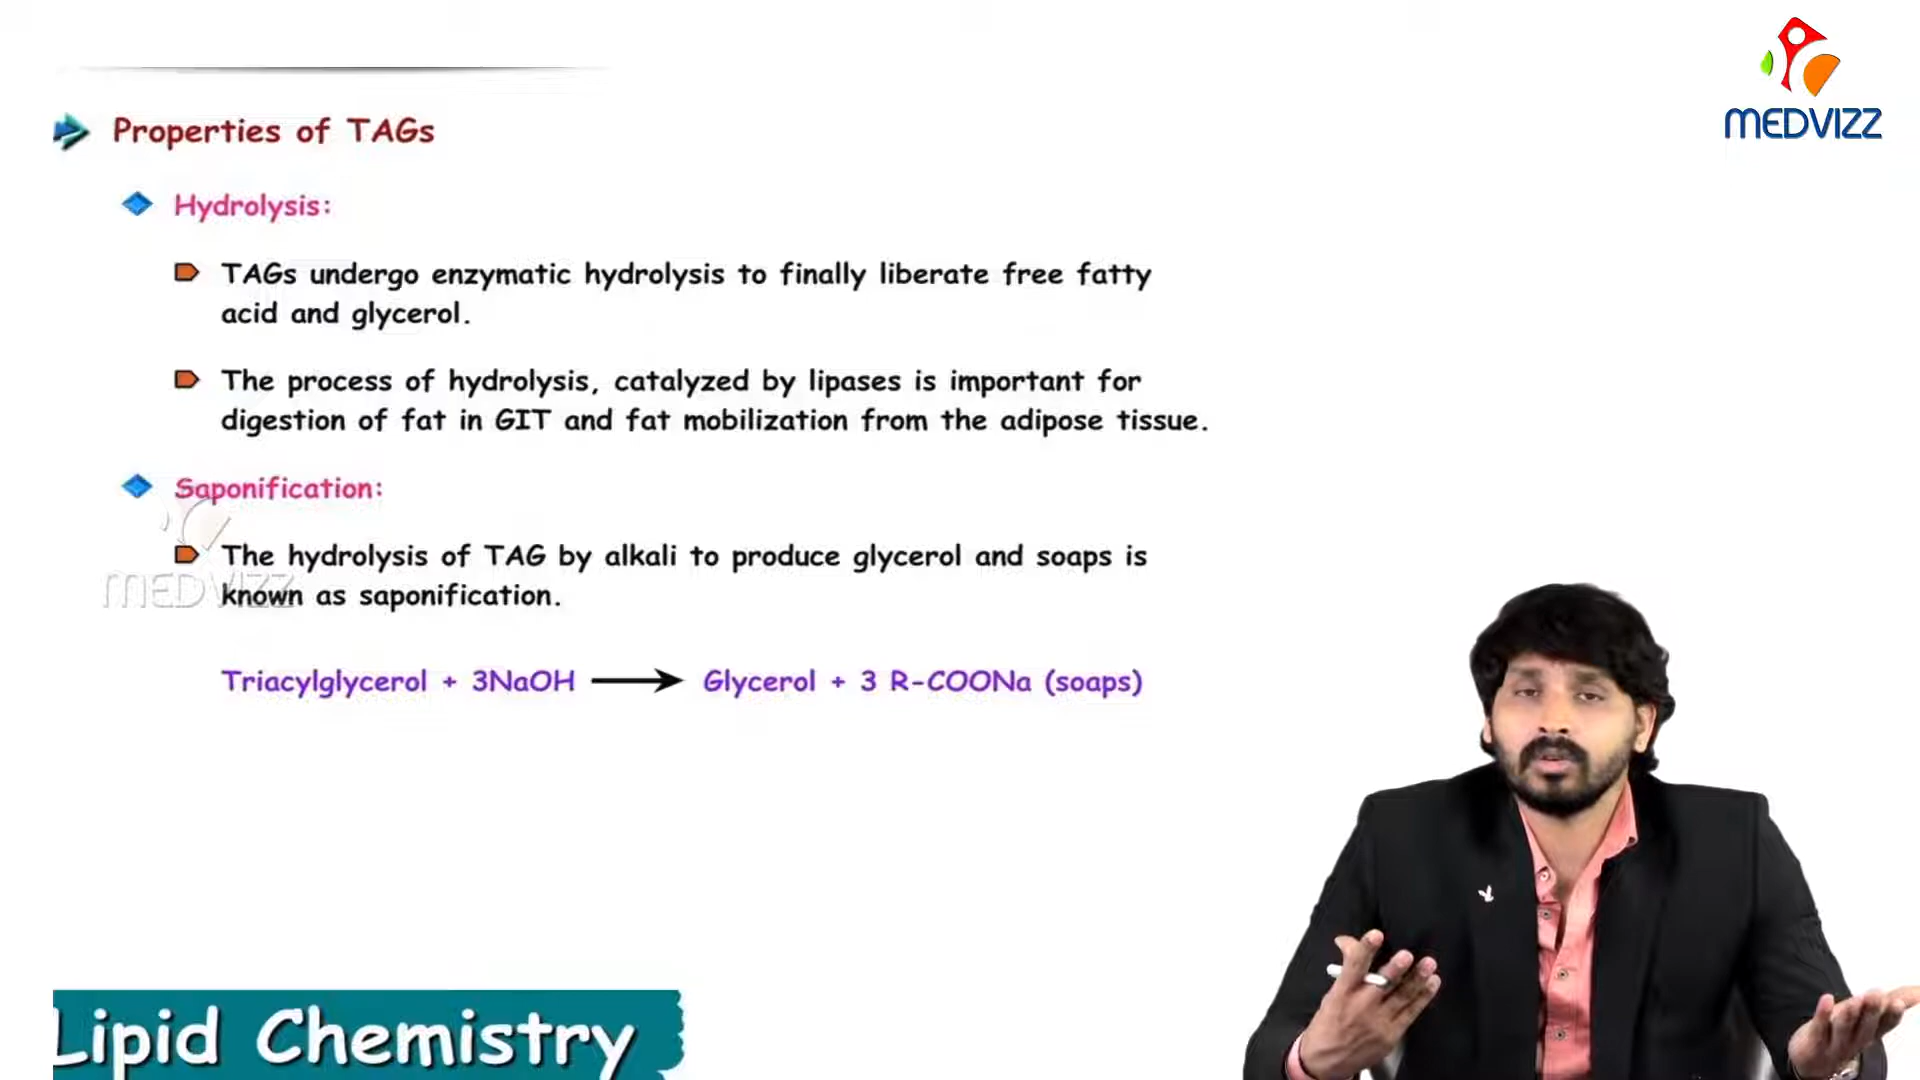 MEDVIZZ
Properties of TAGs
Hydrolysis:
TAGs undergo enzymatic hydrolysis to finally liberate free fatty
acid and glycerol.
The process of hydrolysis, catalyzed by lipases is important for
digestion of fat in GIT and fat mobilization from the adipose tissue.
Saponification:
The hydrolysis of TAG by alkali to produce glycerol and soaps is
MEDVIZZ
known as saponification.
Triacylglycerol + 3NaOH ⟶ Glycerol + 3 R-COONa (soaps)
Lipid Chemistry